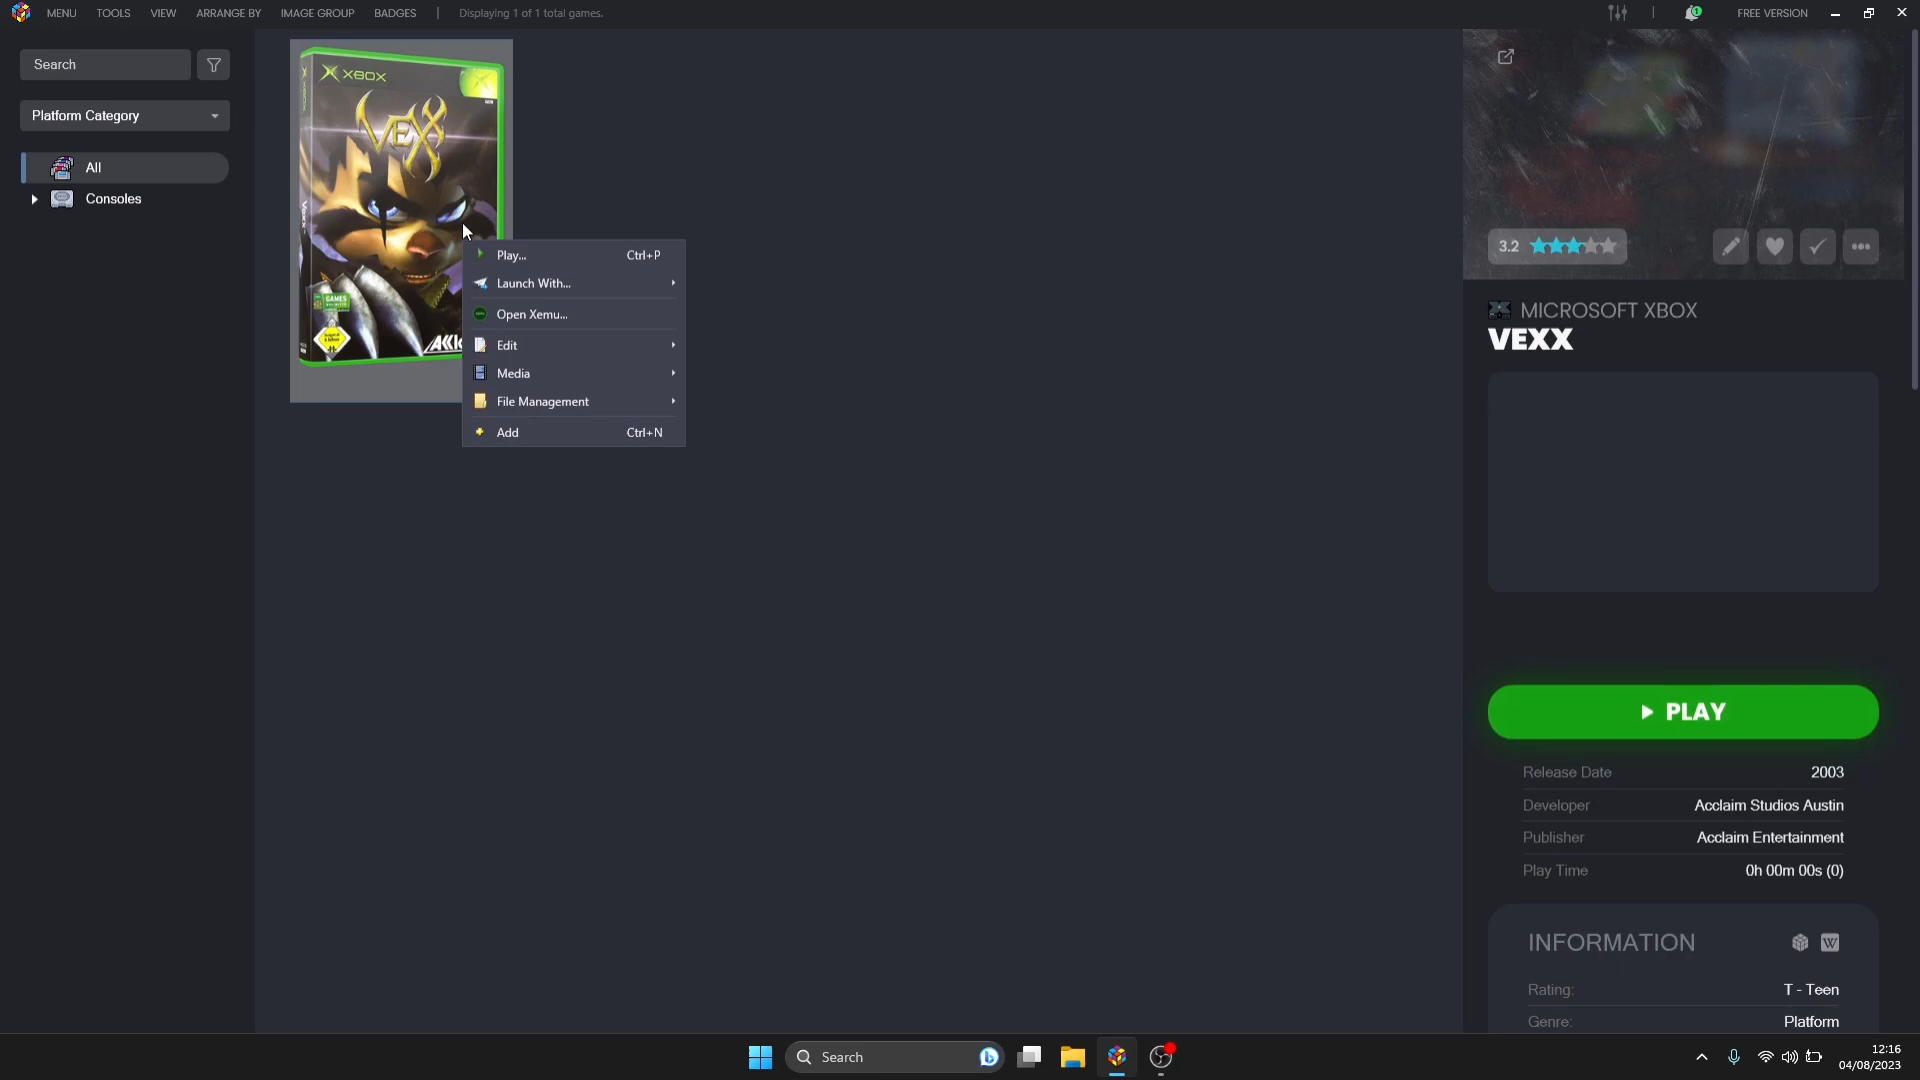 MENU TOOLS VIEW ARRANGE BY IMAGE GROUP BADGES | Displaying 1 of 1 total games. | 1 FREE VERSION
Search
Platform Category
All
Consoles
XBOX
VEXX
Play... Ctrl+P
Launch With...
Open Xemu...
Edit
Media
File Management
Add Ctrl+N
3.2
MICROSOFT XBOX
VEXX
PLAY
Release Date 2003
Developer Acclaim Studios Austin
Publisher Acclaim Entertainment
Play Time 0h 00m 00s (0)
INFORMATION W
Rating: T - Teen
Genre: Platform
Search
12:16
04/08/2023